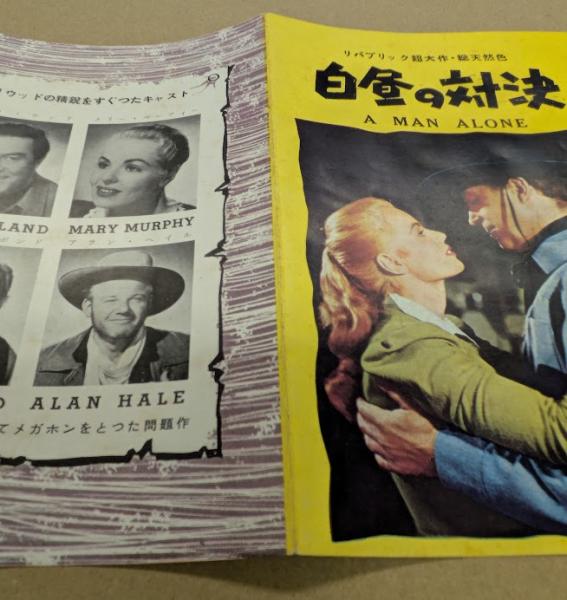 リウッドの精鋭をすぐつたキャスト
LAND
MARY MURPHY
アラン・ヘイル
ALAN HALE
てメガホンをとつた問題作
リパブリック超大作・総天然色
白昼の対決
A MAN ALONE